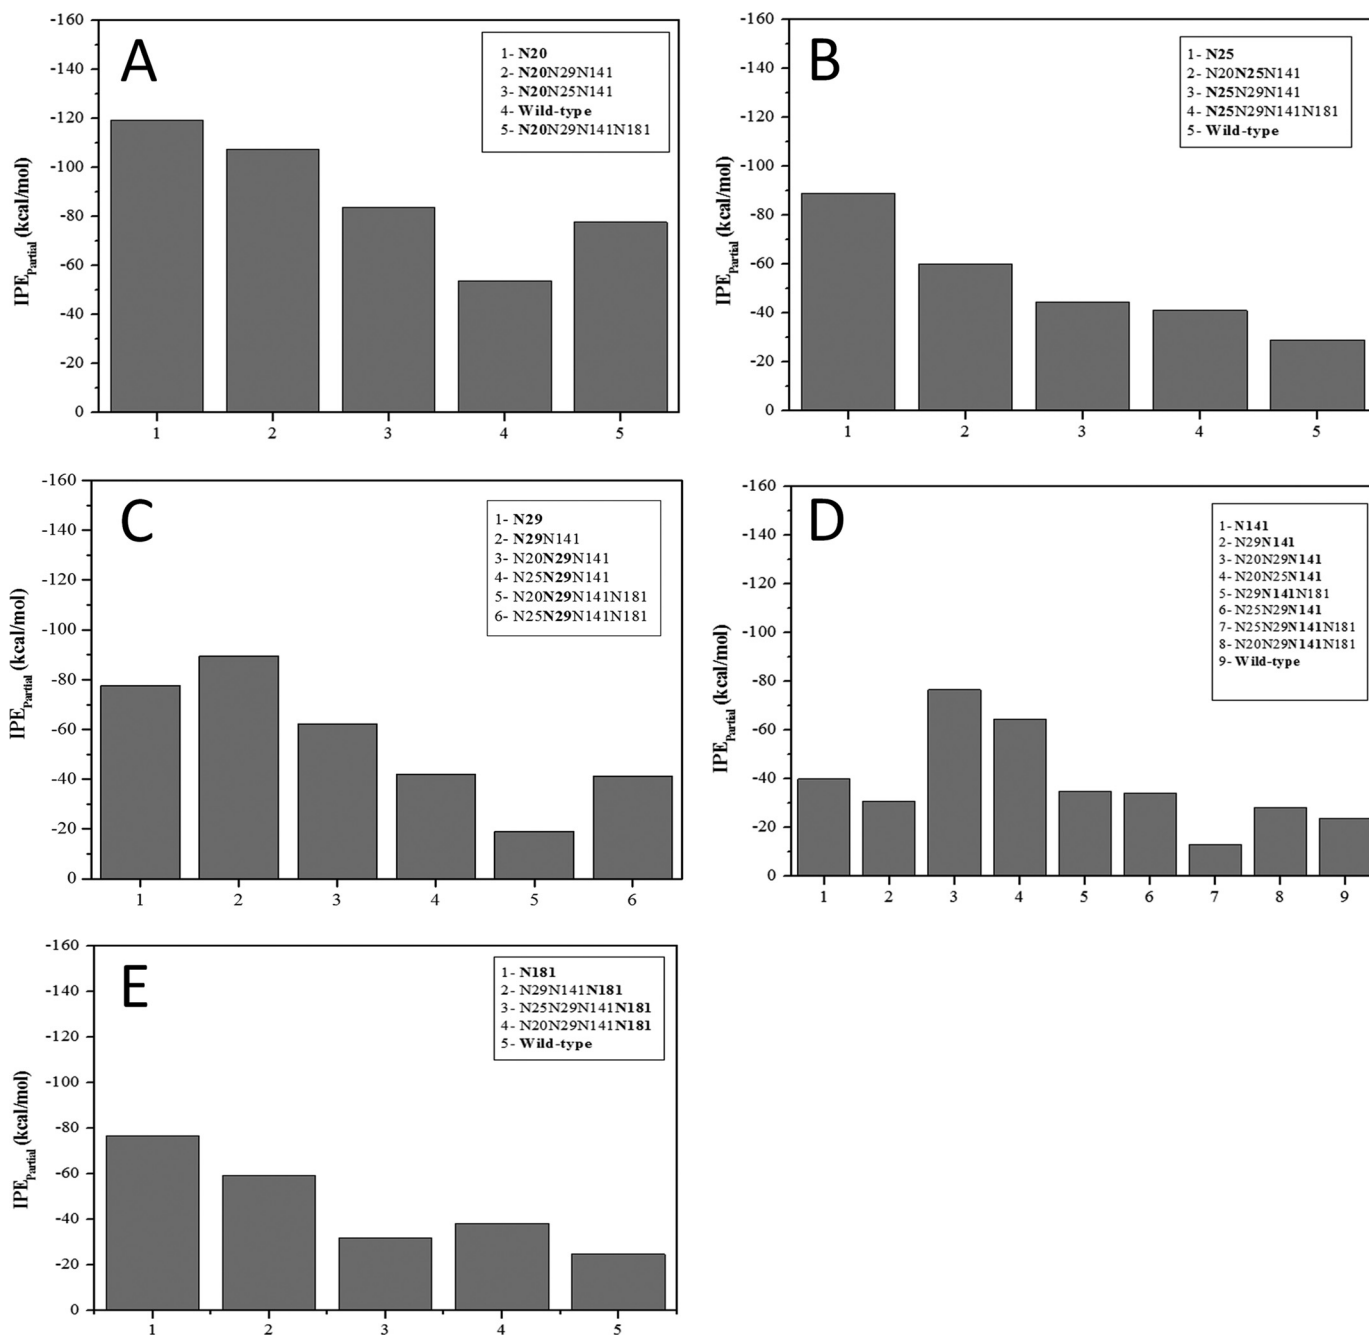 A
IPE_Partial (kcal/mol)
-160
-140
-120
-100
-80
-60
-40
-20
0
1 2 3 4 5
1- N20
2- N20N29N141
3- N20N25N141
4- Wild-type
5- N20N29N141N181
B
IPE_Partial (kcal/mol)
-160
-140
-120
-100
-80
-60
-40
-20
0
1 2 3 4 5
1- N25
2- N20N25N141
3- N25N29N141
4- N25N29N141N181
5- Wild-type
C
IPE_Partial (kcal/mol)
-160
-140
-120
-100
-80
-60
-40
-20
0
1 2 3 4 5 6
1- N29
2- N29N141
3- N20N29N141
4- N25N29N141
5- N20N29N141N181
6- N25N29N141N181
D
IPE_Partial (kcal/mol)
-160
-140
-120
-100
-80
-60
-40
-20
0
1 2 3 4 5 6 7 8 9
1- N141
2- N29N141
3- N20N29N141
4- N20N25N141
5- N29N141N181
6- N25N29N141
7- N25N29N141N181
8- N20N29N141N181
9- Wild-type
E
IPE_Partial (kcal/mol)
-160
-140
-120
-100
-80
-60
-40
-20
0
1 2 3 4 5
1- N181
2- N29N141N181
3- N25N29N141N181
4- N20N29N141N181
5- Wild-type